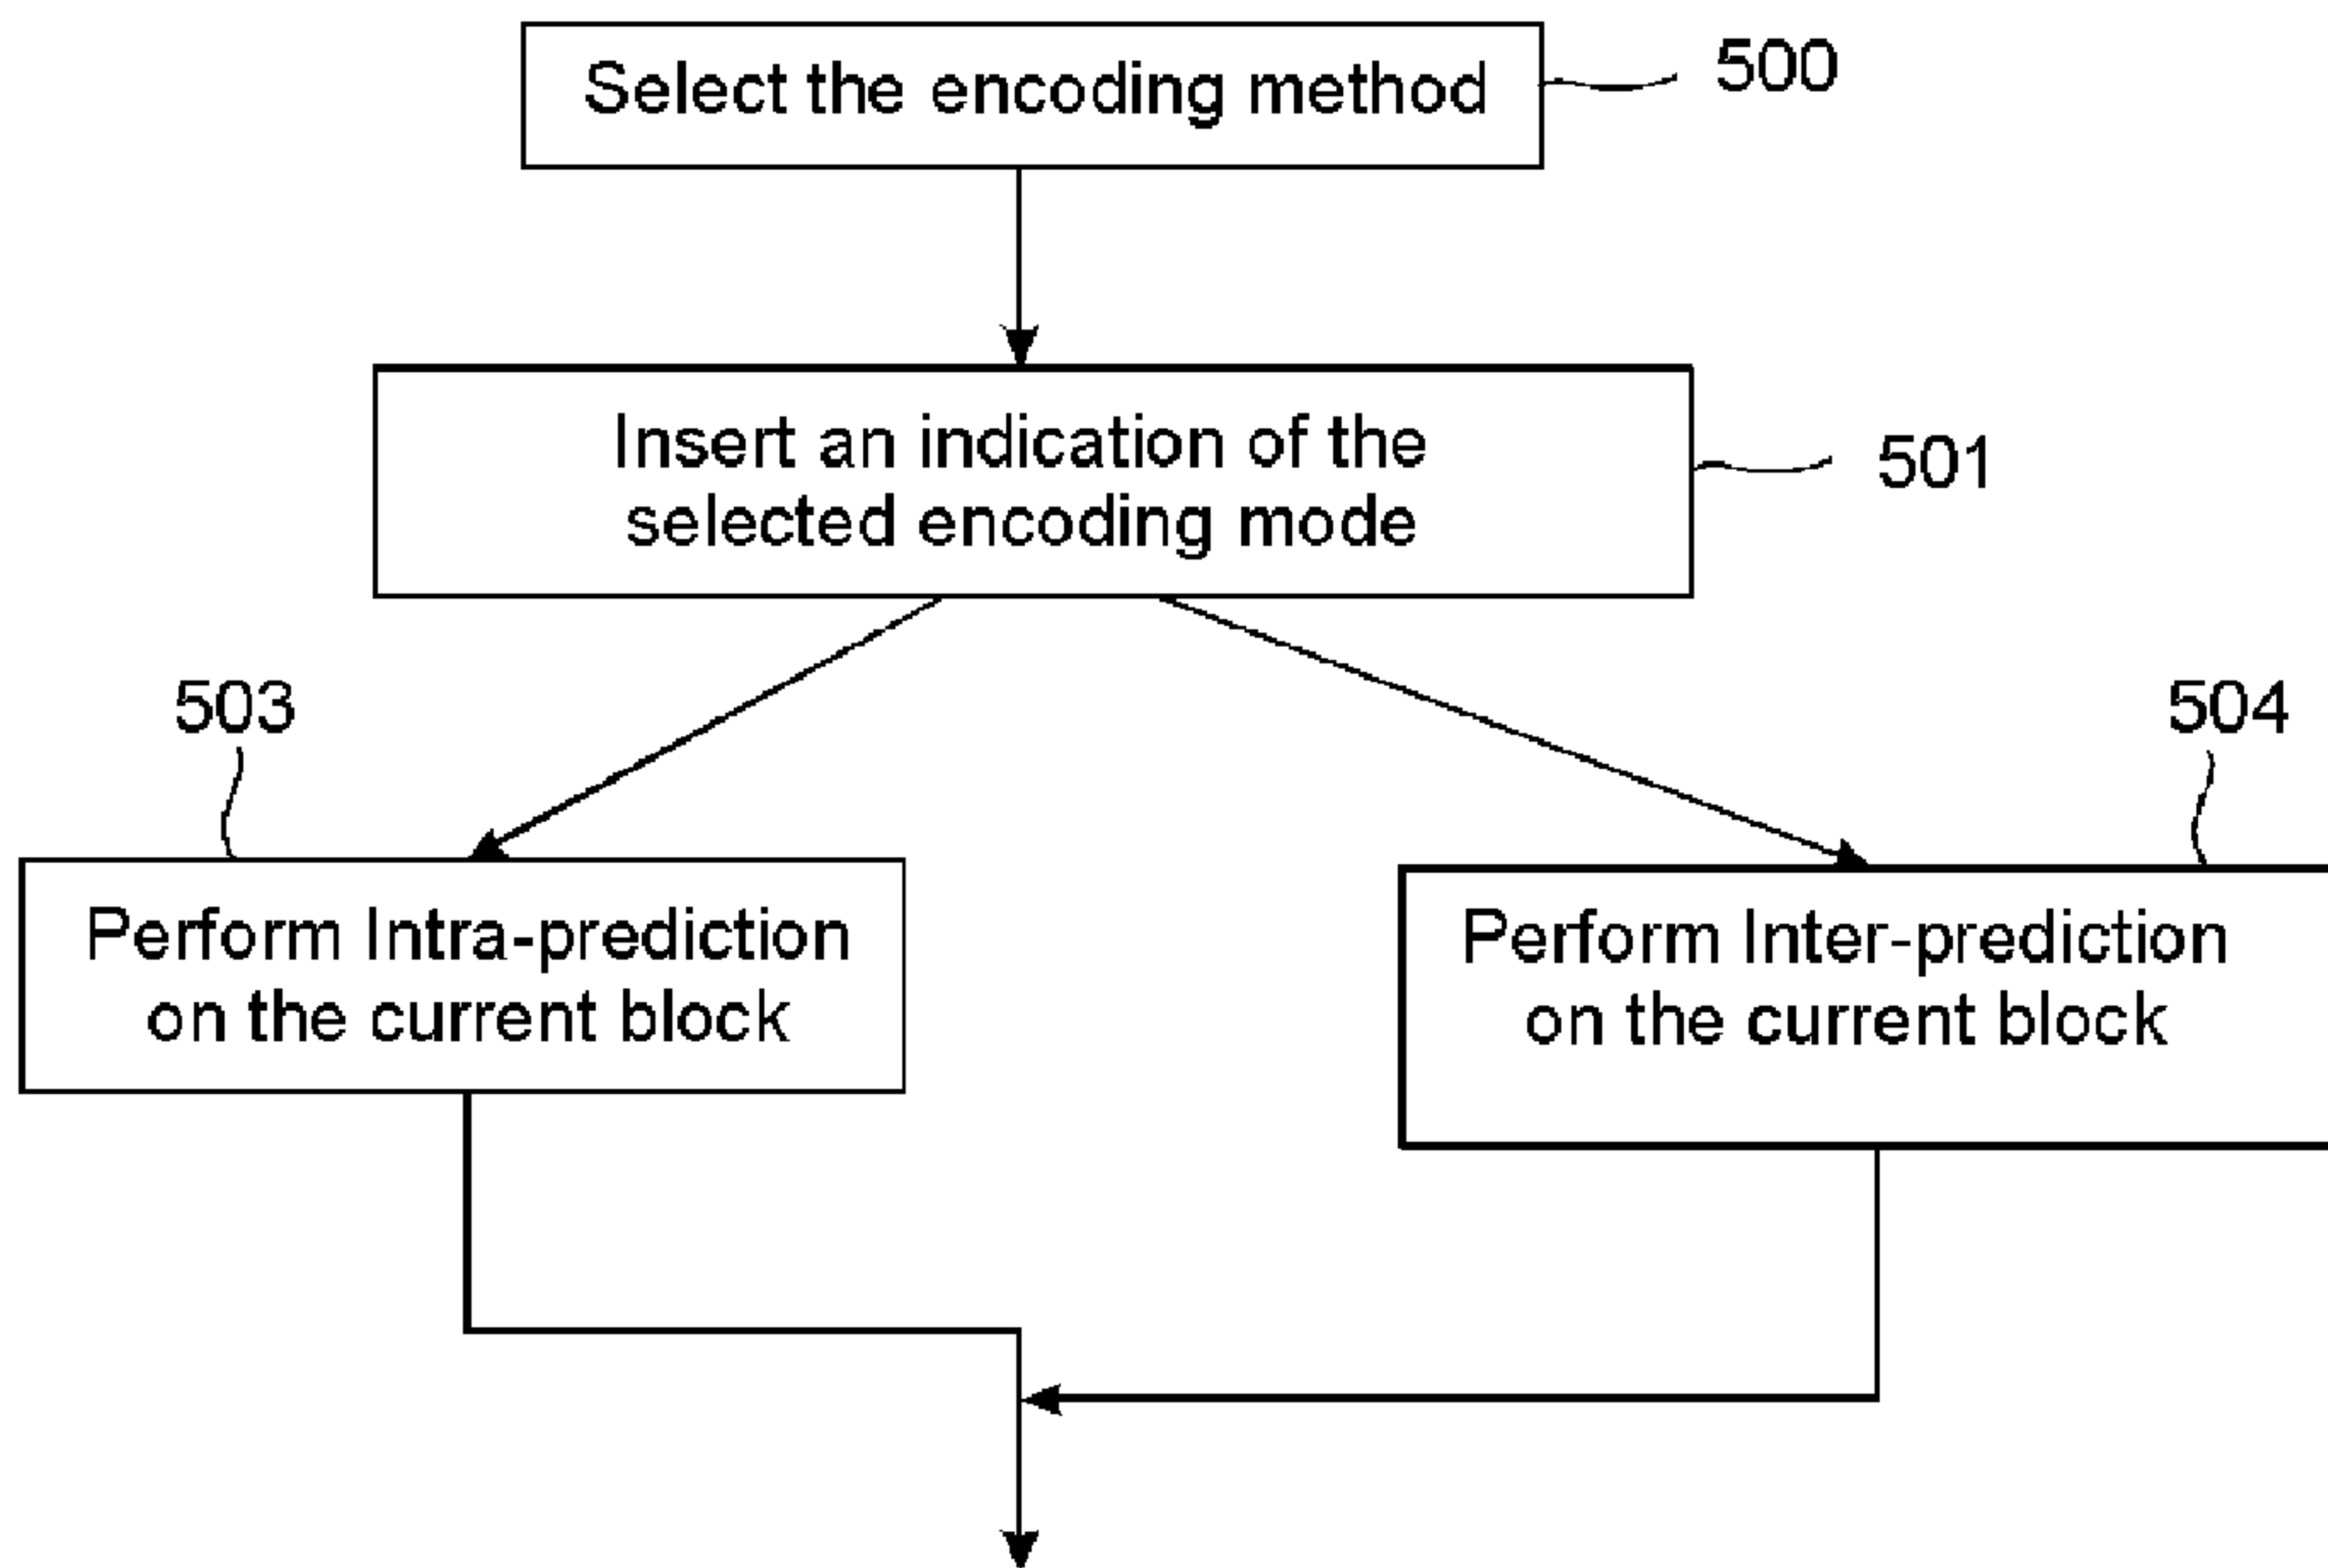 Select the encoding method
500
Insert an indication of the
selected encoding mode
501
503
504
Perform Intra-prediction
on the current block
Perform Inter-prediction
on the current block